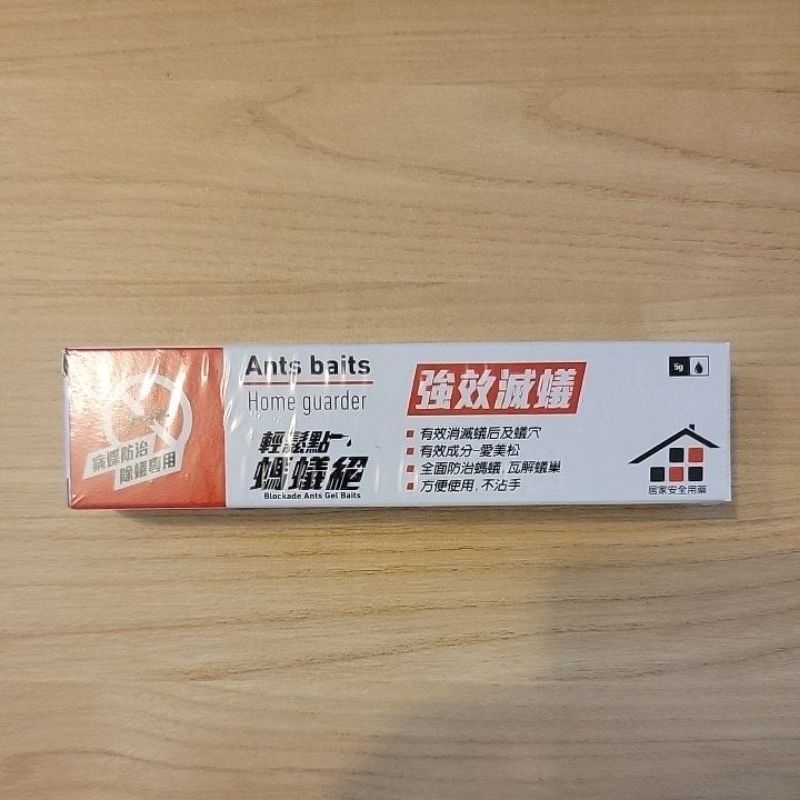 病媒防治
除蟻專用
Ants baits
Home guarder
輕鬆點
螞蟻絕
Blockade Ants Gel Baits
強效滅蟻
有效消滅蟻后及蟻穴
有效成分-愛美松
全面防治螞蟻,瓦解蟻巢
方便使用,不沾手
5g
居家安全用藥